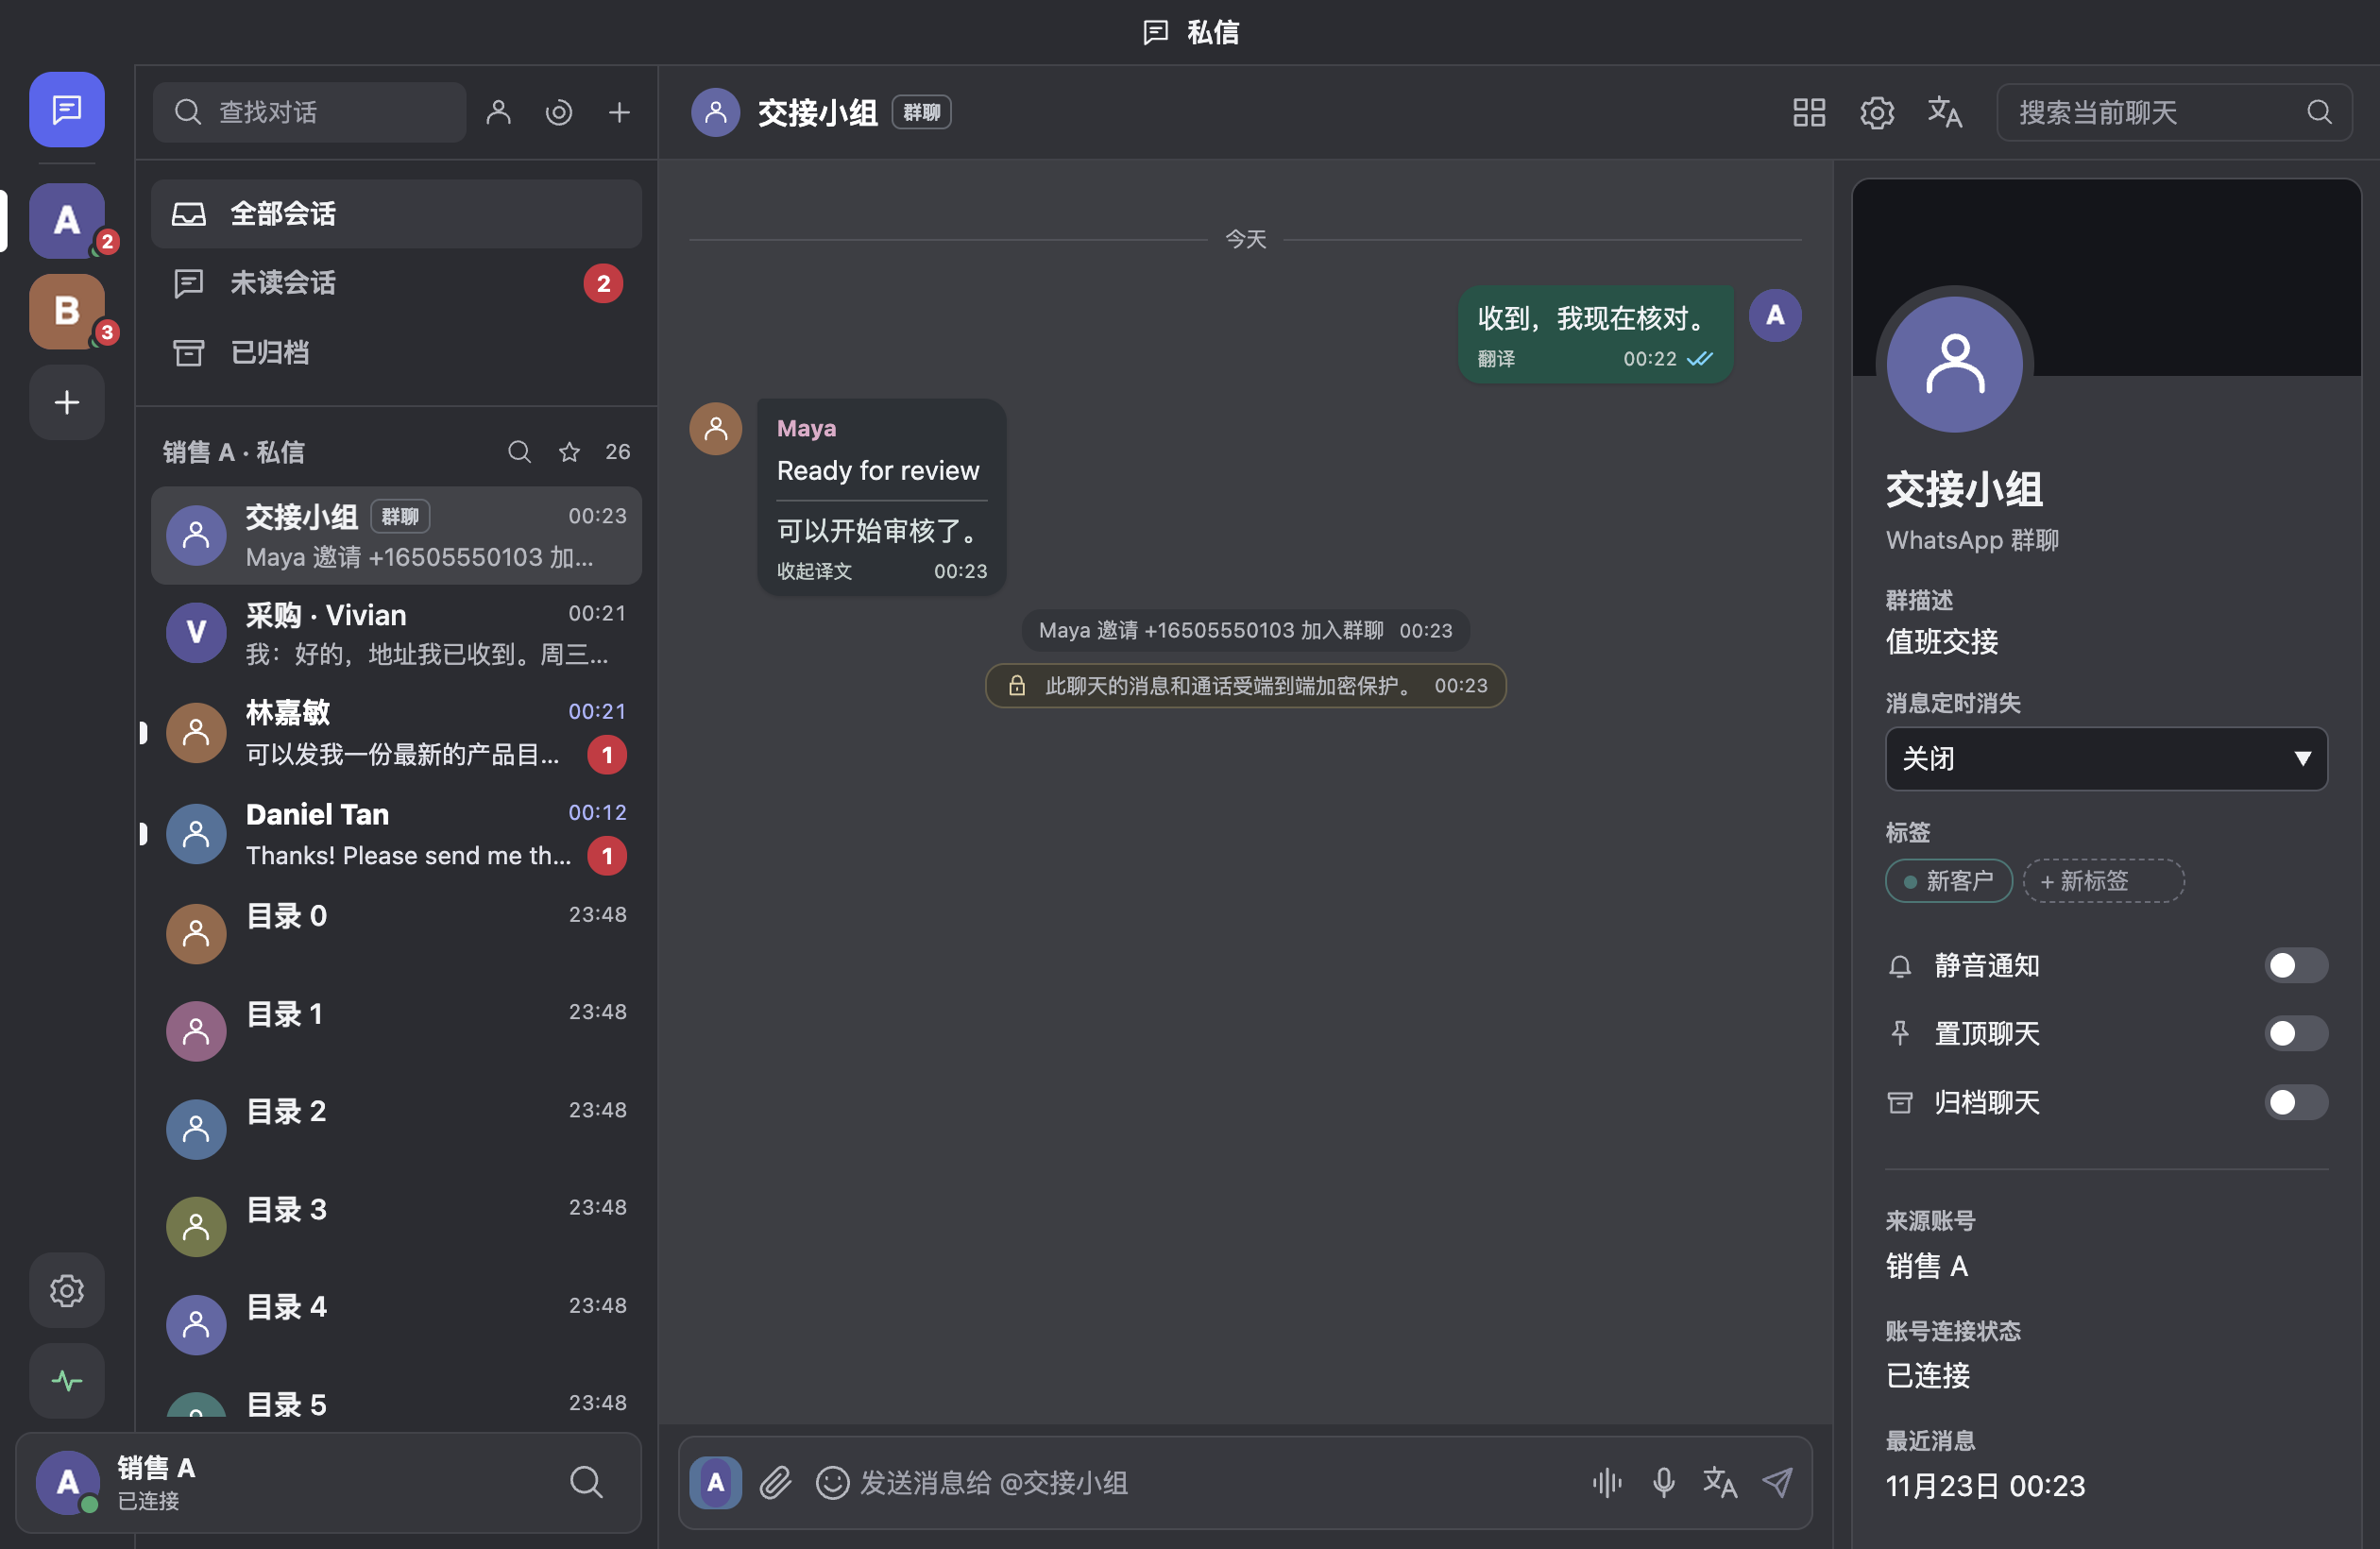 私信
A
2
B
3
查找对话
全部会话
未读会话
2
已归档
销售 A · 私信
26
交接小组 群聊 00:23
Maya 邀请 +16505550103 加...
V
采购 · Vivian 00:21
我：好的，地址我已收到。周三...
林嘉敏 00:21
可以发我一份最新的产品目... 1
Daniel Tan 00:12
Thanks! Please send me th... 1
目录 0 23:48
目录 1 23:48
目录 2 23:48
目录 3 23:48
目录 4 23:48
目录 5 23:48
A
销售 A
已连接
交接小组 群聊
搜索当前聊天
今天
收到，我现在核对。
翻译 00:22
A
Maya
Ready for review
可以开始审核了。
收起译文 00:23
Maya 邀请 +16505550103 加入群聊 00:23
此聊天的消息和通话受端到端加密保护。 00:23
A
发送消息给 @交接小组
交接小组
WhatsApp 群聊
群描述
值班交接
消息定时消失
关闭
标签
新客户
+ 新标签
静音通知
置顶聊天
归档聊天
来源账号
销售 A
账号连接状态
已连接
最近消息
11月23日 00:23